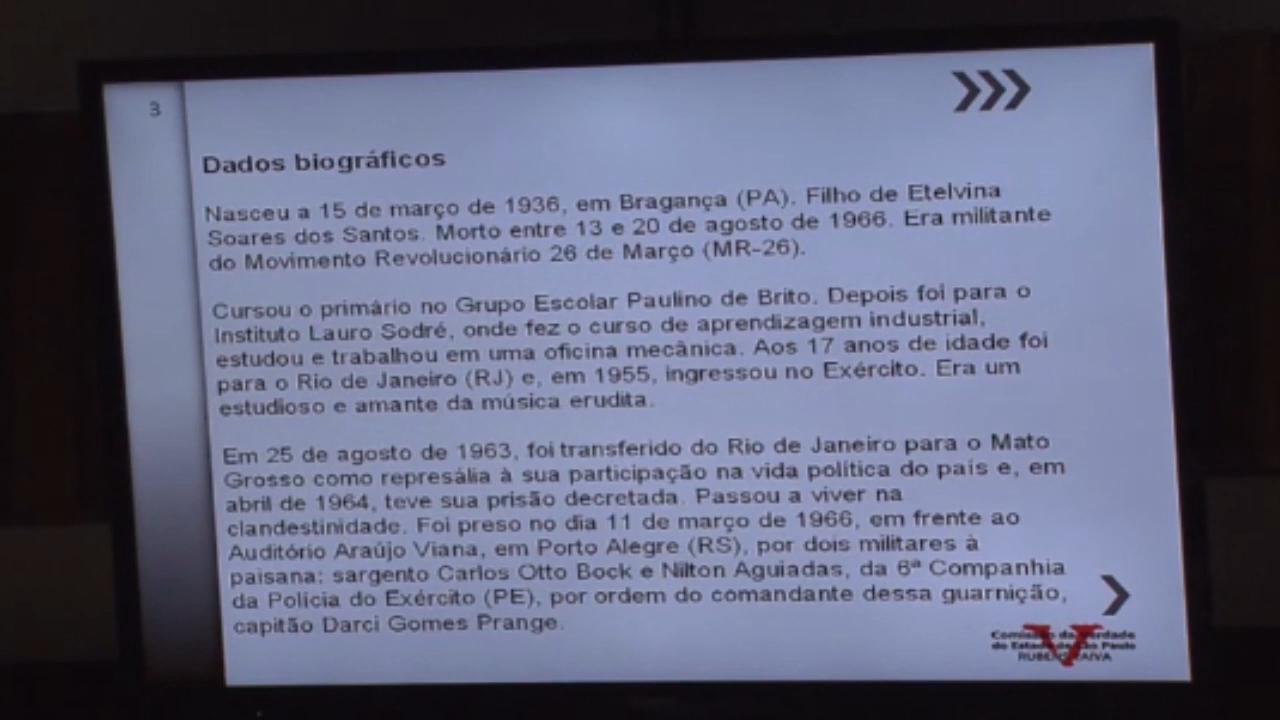 3
Dados biográficos
Nasceu a 15 de março de 1936, em Bragança (PA). Filho de Etelvina
Soares dos Santos. Morto entre 13 e 20 de agosto de 1966. Era militante
do Movimento Revolucionário 26 de Março (MR-26).
Cursou o primário no Grupo Escolar Paulino de Brito. Depois foi para o
Instituto Lauro Sodré, onde fez o curso de aprendizagem industrial,
estudou e trabalhou em uma oficina mecânica. Aos 17 anos de idade foi
para o Rio de Janeiro (RJ) e, em 1955, ingressou no Exército. Era um
estudioso e amante da música erudita.
Em 25 de agosto de 1963, foi transferido do Rio de Janeiro para o Mato
Grosso como represália à sua participação na vida política do país e, em
abril de 1964, teve sua prisão decretada. Passou a viver na
clandestinidade. Foi preso no dia 11 de março de 1966, em frente ao
Auditório Araújo Viana, em Porto Alegre (RS), por dois militares à
paisana: sargento Carlos Otto Bock e Nilton Aguiadas, da 6ª Companhia
da Polícia do Exército (PE), por ordem do comandante dessa guarnição,
capitão Darci Gomes Prange.
Comissão da Verdade
do Estado de São Paulo
RUBENS PAIVA